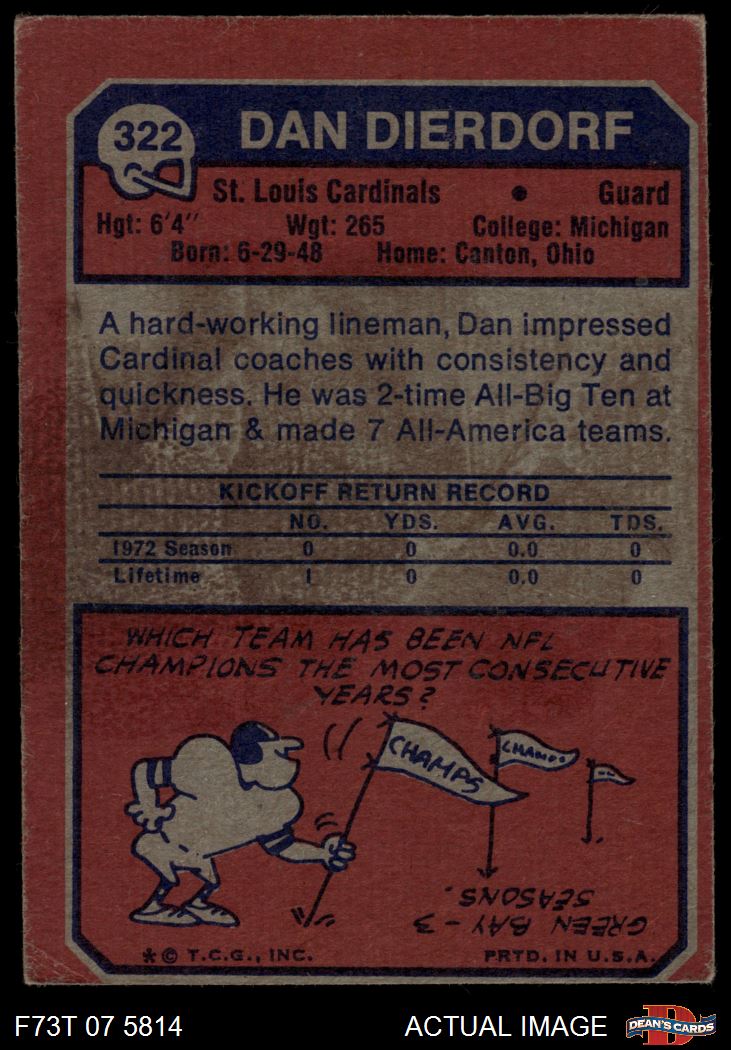 322 DAN DIERDORF
St. Louis Cardinals • Guard
Hgt: 6'4" Wgt: 265 College: Michigan
Born: 6-29-48 Home: Canton, Ohio
A hard-working lineman, Dan impressed
Cardinal coaches with consistency and
quickness. He was 2-time All-Big Ten at
Michigan & made 7 All-America teams.
KICKOFF RETURN RECORD
NO. YDS. AVG. TDS.
1972 Season 0 0 0.0 0
Lifetime 1 0 0.0 0
WHICH TEAM HAS BEEN NFL
CHAMPIONS THE MOST CONSECUTIVE
YEARS?
CHAMPS
CHAMPS
GREEN BAY - 3
SEASONS.
* © T.C.G., INC. PRTD. IN U.S.A.
F73T 07 5814 ACTUAL IMAGE DEAN'S CARDS